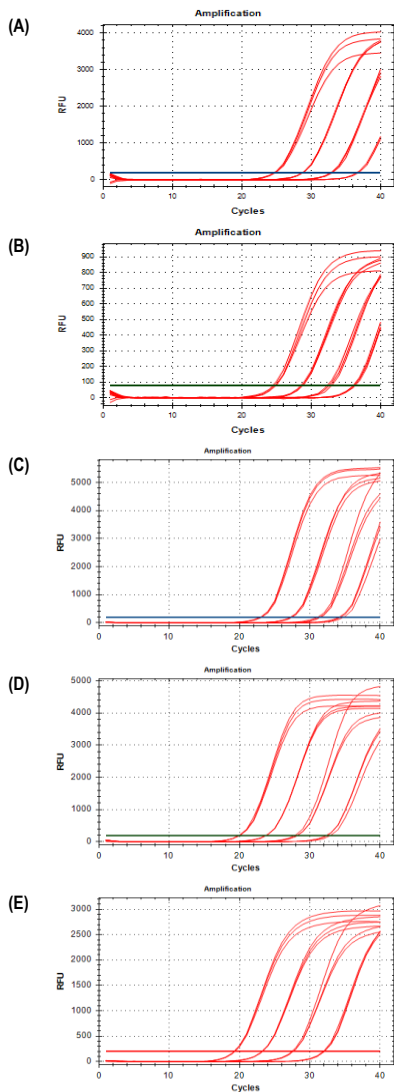 (A)
Amplification
4000
3000
2000
1000
0
RFU
0 10 20 30 40
Cycles
(B)
Amplification
900
800
700
600
500
400
300
200
100
0
RFU
0 10 20 30 40
Cycles
(C)
Amplification
5000
4000
3000
2000
1000
0
RFU
0 10 20 30 40
Cycles
(D)
Amplification
5000
4000
3000
2000
1000
0
RFU
0 10 20 30 40
Cycles
(E)
Amplification
3000
2500
2000
1500
1000
500
0
RFU
0 10 20 30 40
Cycles